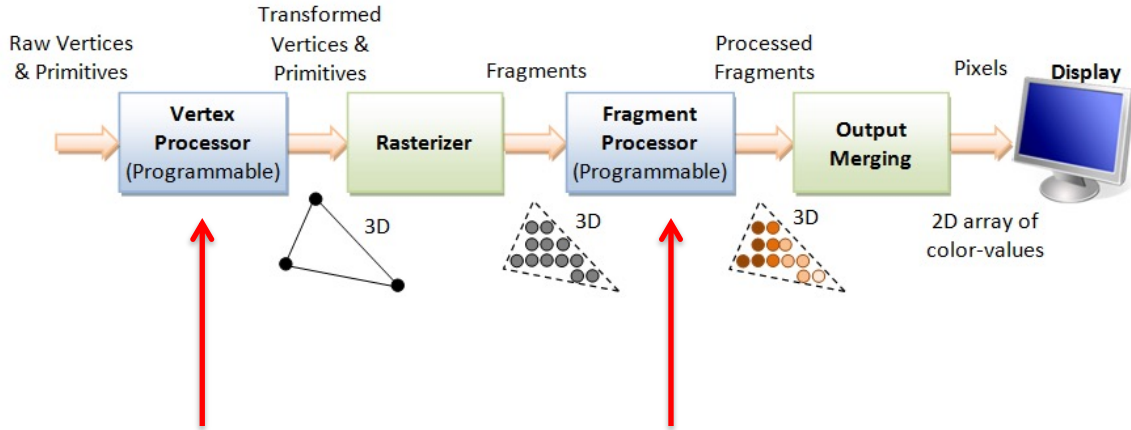 Raw Vertices
& Primitives
Vertex
Processor
(Programmable)
Transformed
Vertices &
Primitives
3D
Rasterizer
Fragments
3D
Fragment
Processor
(Programmable)
Processed
Fragments
3D
Output
Merging
Pixels
2D array of
color-values
Display